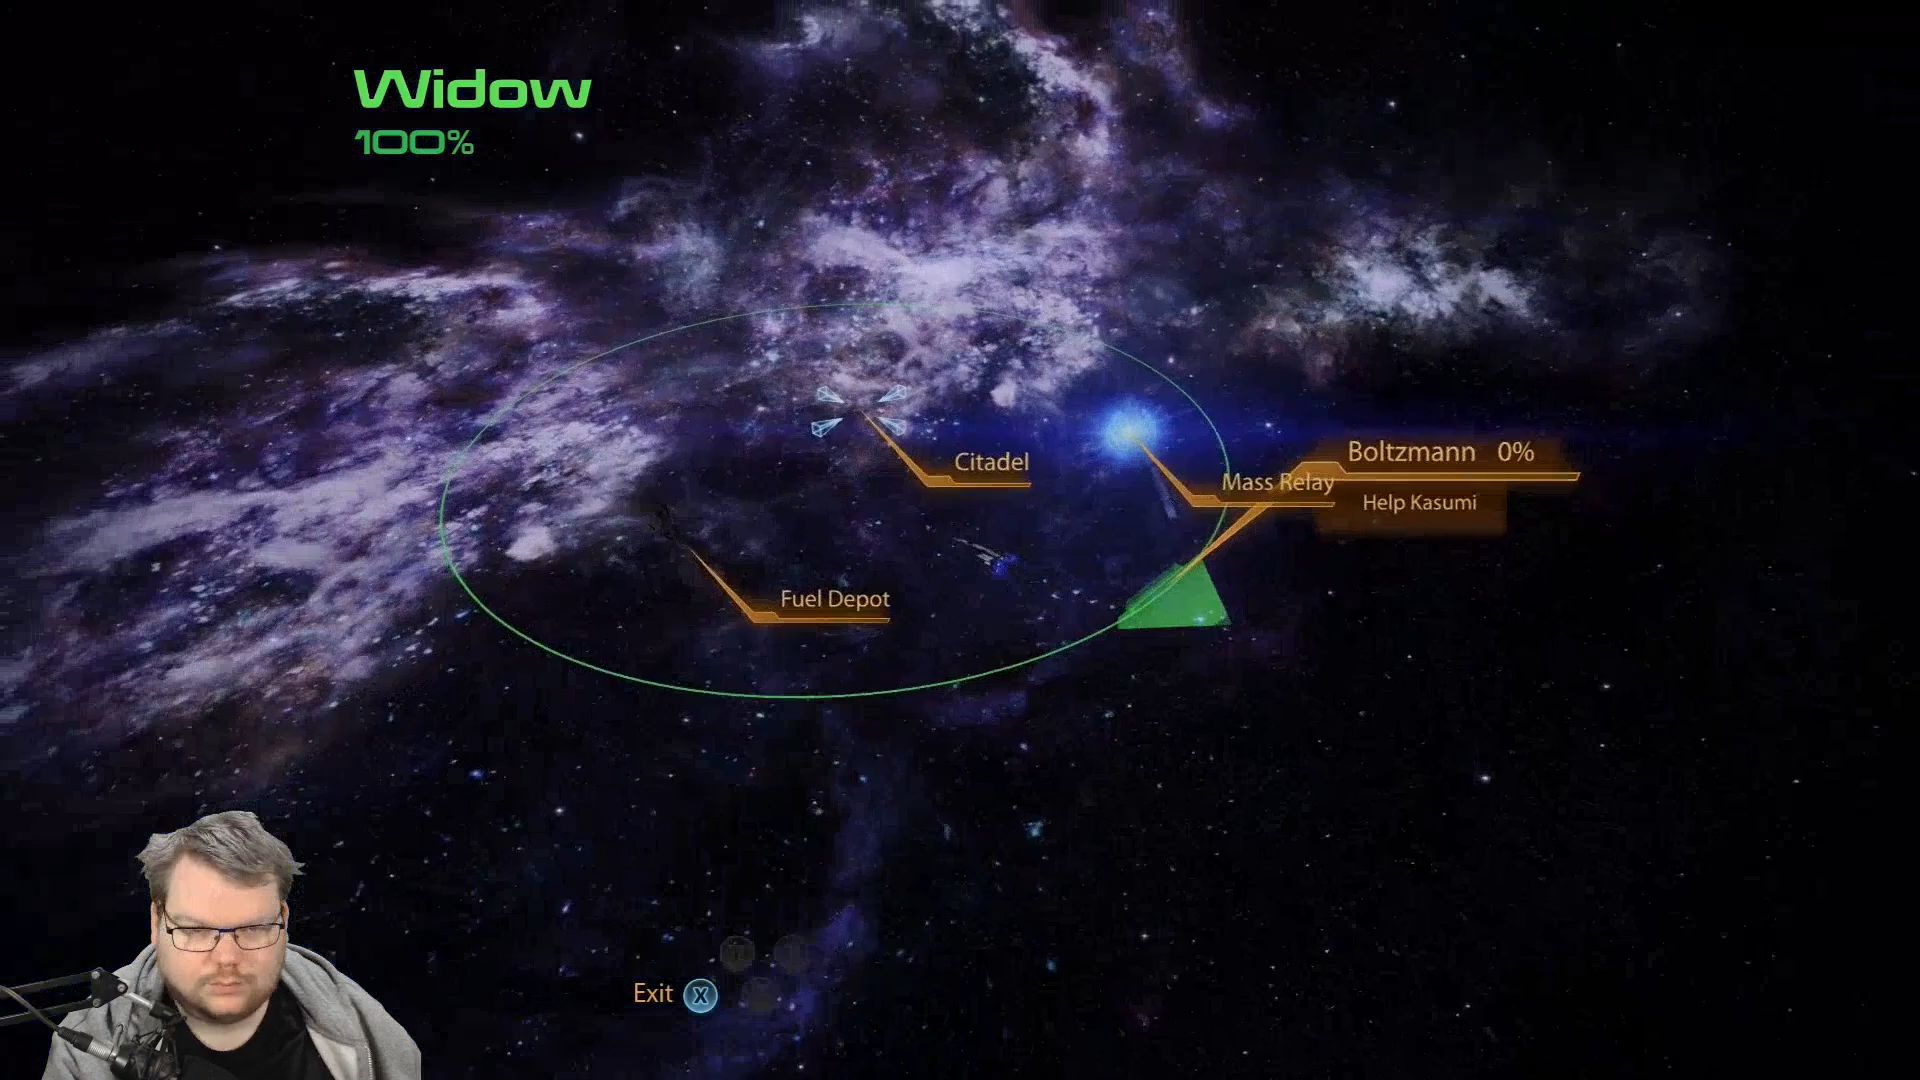 Widow
100%
Boltzmann 0%
Citadel
Mass Relay
Help Kasumi
Fuel Depot
Exit X